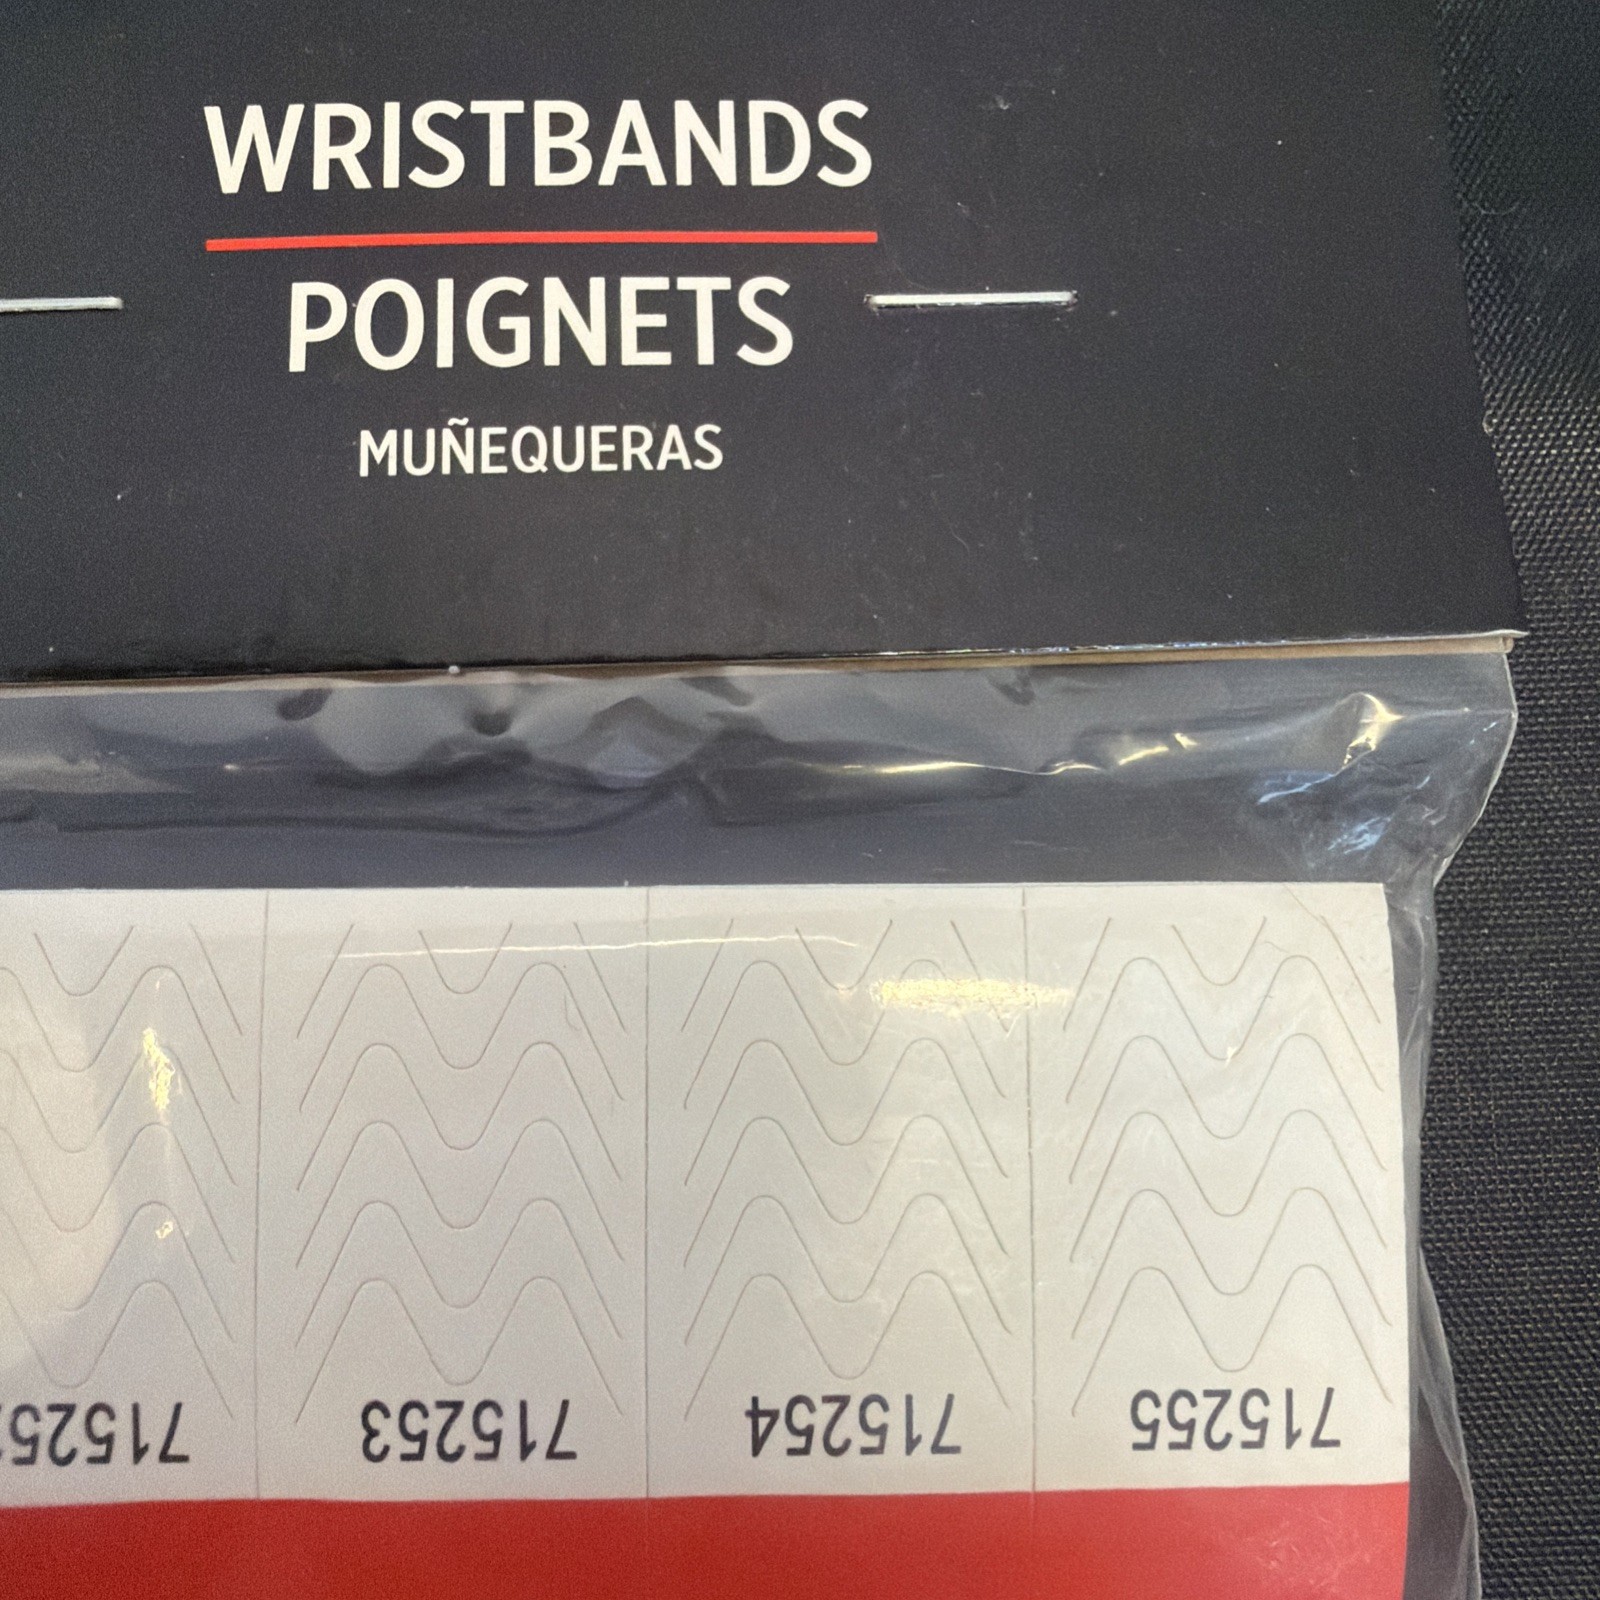 WRISTBANDS
POIGNETS
MUÑEQUERAS
715253
715254
715255